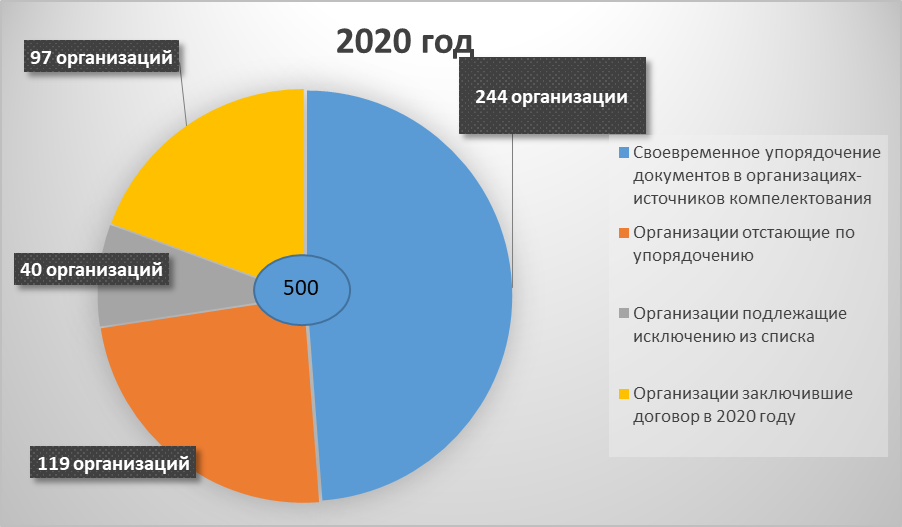 2020 год
97 организаций
244 организации
40 организаций
500
119 организаций
Своевременное упорядочение
документов в организациях-
источников компелектования
Организации отстающие по
упорядочению
Организации подлежащие
исключению из списка
Организации заключившие
договор в 2020 году